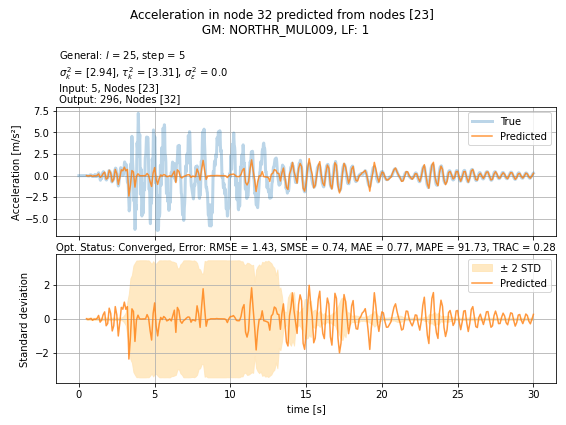 Acceleration in node 32 predicted from nodes [23]
GM: NORTHR_MUL009, LF: 1
General: l = 25, step = 5
σ_k^2 = [2.94], τ_k^2 = [3.31], σ_ε^2 = 0.0
Input: 5, Nodes [23]
Output: 296, Nodes [32]
Acceleration [m/s²]
7.5
5.0
2.5
0.0
−2.5
−5.0
True
Predicted
Opt. Status: Converged, Error: RMSE = 1.43, SMSE = 0.74, MAE = 0.77, MAPE = 91.73, TRAC = 0.28
Standard deviation
2
0
−2
± 2 STD
Predicted
0 5 10 15 20 25 30
time [s]